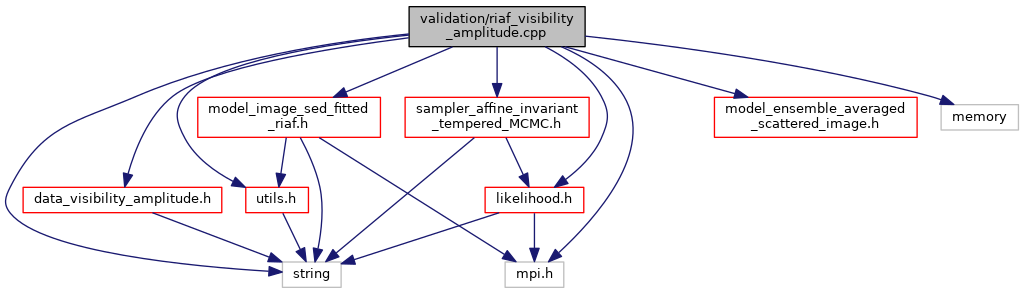 validation/riaf_visibility
_amplitude.cpp
model_image_sed_fitted
_riaf.h
sampler_affine_invariant
_tempered_MCMC.h
model_ensemble_averaged
_scattered_image.h
memory
data_visibility_amplitude.h
utils.h
likelihood.h
string
mpi.h